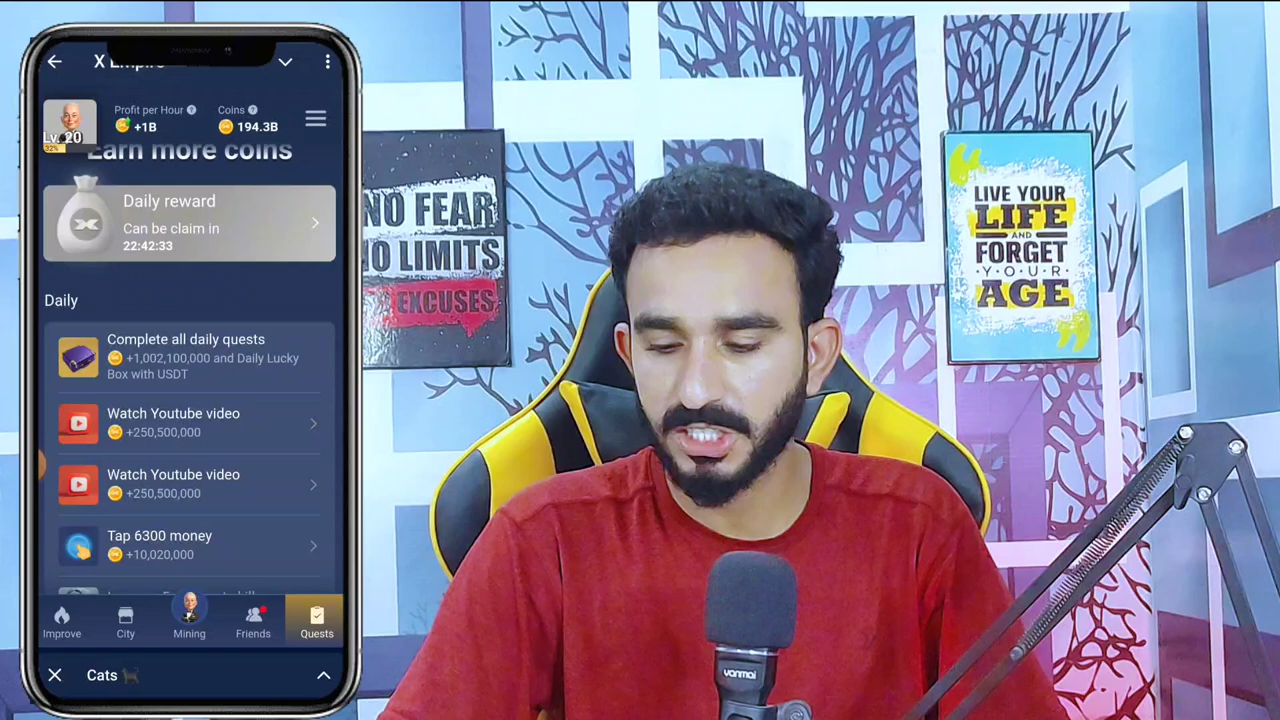 X Empire
Profit per Hour ?
+1B
Coins ?
194.3B
Lv. 20
32%
Earn more coins
Daily reward
Can be claim in
22:42:33
Daily
Complete all daily quests
+1,002,100,000 and Daily Lucky
Box with USDT
Watch Youtube video
+250,500,000
Watch Youtube video
+250,500,000
Tap 6300 money
+10,020,000
Improve
City
Mining
Friends
Quests
Cats
NO FEAR
NO LIMITS
EXCUSES
LIVE YOUR
LIFE
AND
FORGET
·Y·O·U·R·
AGE
vanmai